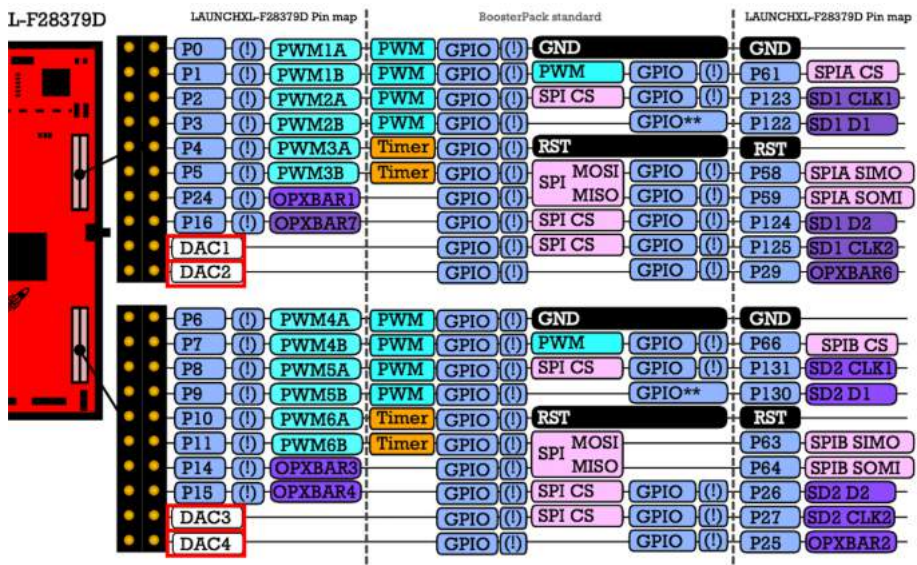 L-F28379D LAUNCHXL-F28379D Pin map BoosterPack standard LAUNCHXL-F28379D Pin map
P0 (!) PWM1A PWM GPIO (!) GND GND
P1 (!) PWM1B PWM GPIO (!) PWM GPIO (!) P61 SPIA CS
P2 (!) PWM2A PWM GPIO (!) SPI CS GPIO (!) P123 SD1 CLK1
P3 (!) PWM2B PWM GPIO (!) GPIO** P122 SD1 D1
P4 (!) PWM3A Timer GPIO (!) RST RST
P5 (!) PWM3B Timer GPIO (!) SPI MOSI GPIO (!) P58 SPIA SIMO
P24 (!) OPXBAR1 GPIO (!) MISO GPIO (!) P59 SPIA SOMI
P16 (!) OPXBAR7 GPIO (!) SPI CS GPIO (!) P124 SD1 D2
DAC1 GPIO (!) SPI CS GPIO (!) P125 SD1 CLK2
DAC2 GPIO (!) GPIO (!) P29 OPXBAR6
P6 (!) PWM4A PWM GPIO (!) GND GND
P7 (!) PWM4B PWM GPIO (!) PWM GPIO (!) P66 SPIB CS
P8 (!) PWM5A PWM GPIO (!) SPI CS GPIO (!) P131 SD2 CLK1
P9 (!) PWM5B PWM GPIO (!) GPIO** P130 SD2 D1
P10 (!) PWM6A Timer GPIO (!) RST RST
P11 (!) PWM6B Timer GPIO (!) SPI MOSI P63 SPIB SIMO
P14 (!) OPXBAR3 GPIO (!) MISO P64 SPIB SOMI
P15 (!) OPXBAR4 GPIO (!) SPI CS GPIO (!) P26 SD2 D2
DAC3 GPIO (!) SPI CS GPIO (!) P27 SD2 CLK2
DAC4 GPIO (!) GPIO (!) P25 OPXBAR2